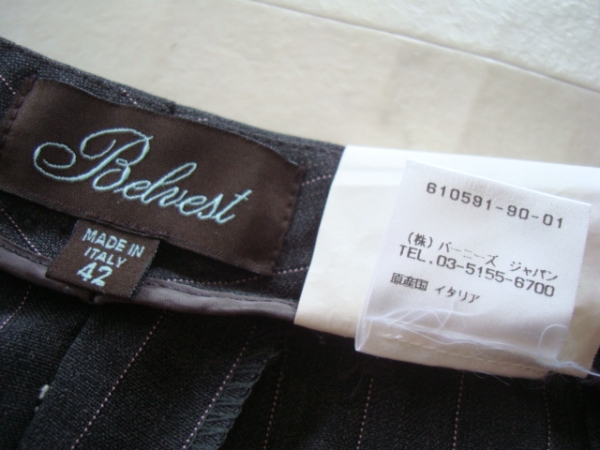 Belvest
MADE IN
ITALY
42
610591-90-01
(株) バーニーズ ジャパン
TEL.03-5155-6700
原産国 イタリア